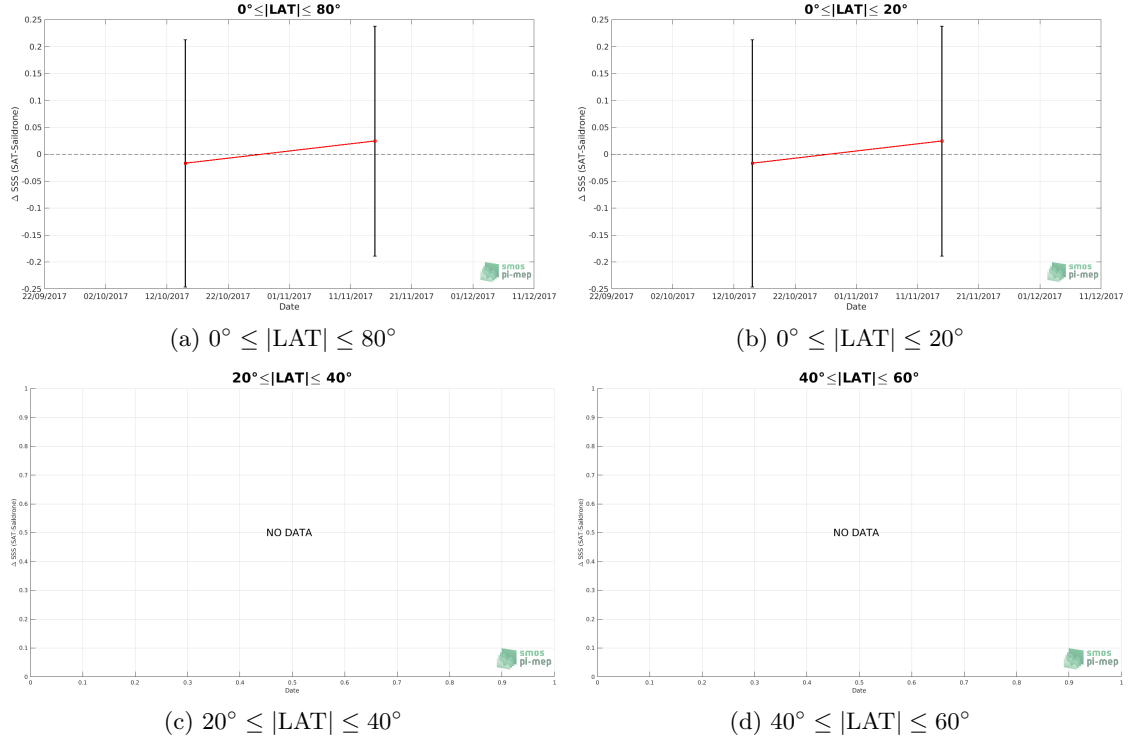 0°≤|LAT|≤ 80°
0.25
0.2
0.15
0.1
0.05
0
-0.05
-0.1
-0.15
-0.2
-0.25
Δ SSS (SAT-Saildrone)
22/09/2017 02/10/2017 12/10/2017 22/10/2017 01/11/2017 11/11/2017 21/11/2017 01/12/2017 11/12/2017
Date
smos
pi-mep
(a) 0° ≤ |LAT| ≤ 80°
0°≤|LAT|≤ 20°
0.25
0.2
0.15
0.1
0.05
0
-0.05
-0.1
-0.15
-0.2
-0.25
Δ SSS (SAT-Saildrone)
22/09/2017 02/10/2017 12/10/2017 22/10/2017 01/11/2017 11/11/2017 21/11/2017 01/12/2017 11/12/2017
Date
smos
pi-mep
(b) 0° ≤ |LAT| ≤ 20°
20°≤|LAT|≤ 40°
1
0.9
0.8
0.7
0.6
0.5
0.4
0.3
0.2
0.1
0
Δ SSS (SAT-Saildrone)
NO DATA
0 0.1 0.2 0.3 0.4 0.5 0.6 0.7 0.8 0.9 1
Date
smos
pi-mep
(c) 20° ≤ |LAT| ≤ 40°
40°≤|LAT|≤ 60°
1
0.9
0.8
0.7
0.6
0.5
0.4
0.3
0.2
0.1
0
Δ SSS (SAT-Saildrone)
NO DATA
0 0.1 0.2 0.3 0.4 0.5 0.6 0.7 0.8 0.9 1
Date
smos
pi-mep
(d) 40° ≤ |LAT| ≤ 60°